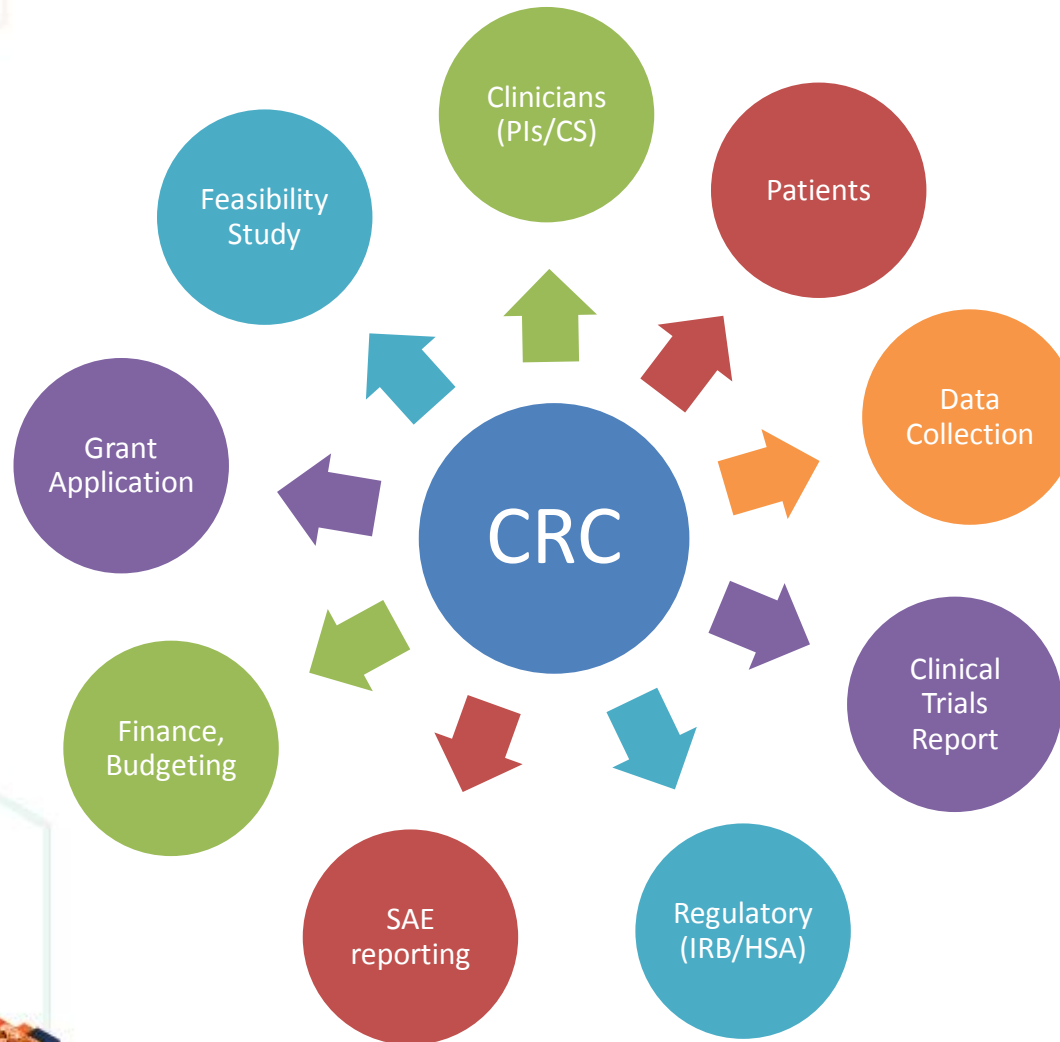 Clinicians
(PIs/CS)
Patients
Data
Collection
Clinical
Trials
Report
Regulatory
(IRB/HSA)
SAE
reporting
Finance,
Budgeting
Grant
Application
Feasibility
Study
CRC